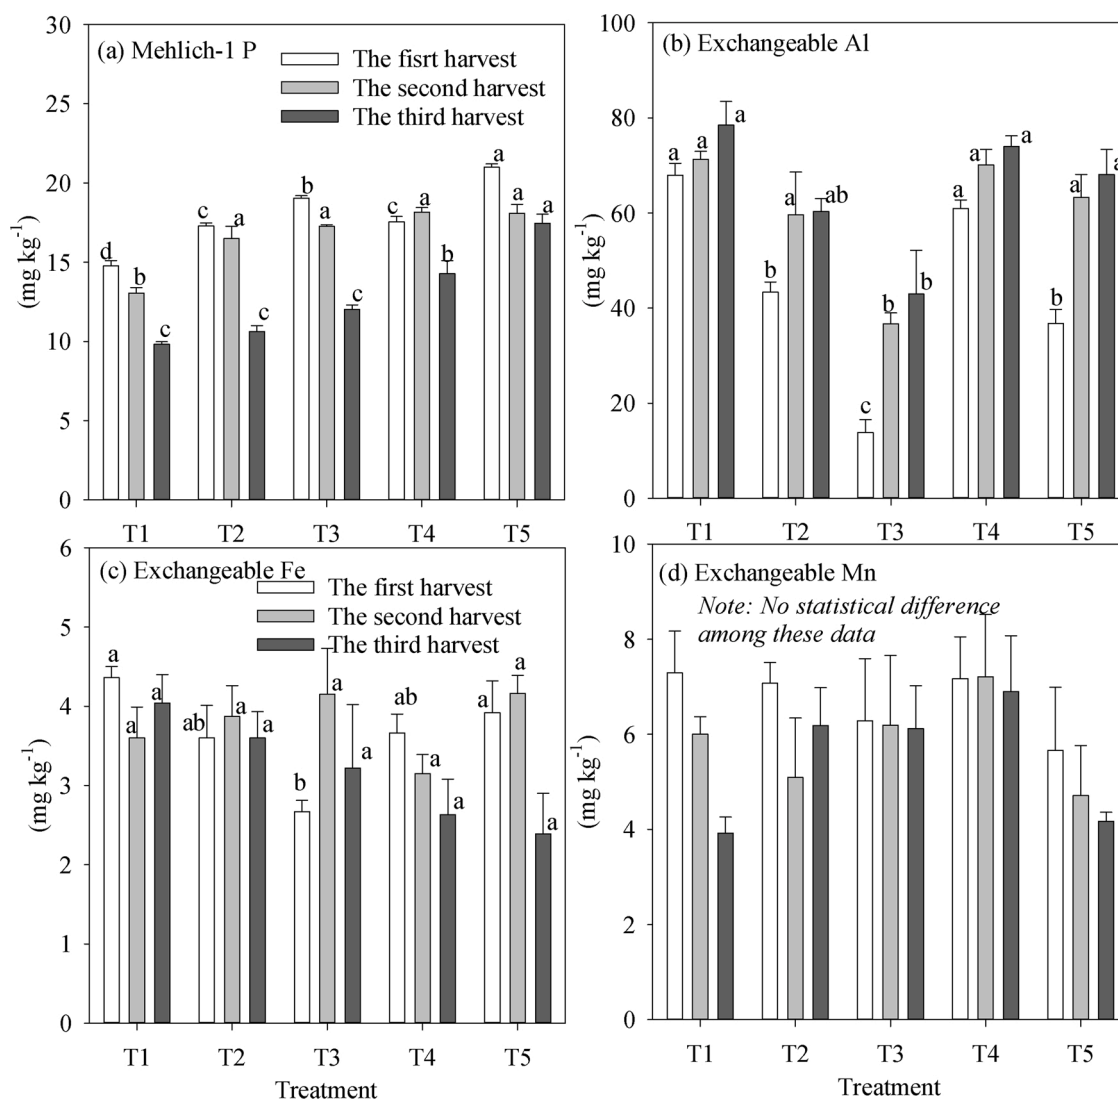 (a) Mehlich-1 P
The fisrt harvest
The second harvest
The third harvest
30
25
20
15
10
5
0
(mg kg-1)
d b c
c a c
b a c
c a b
a a a
T1 T2 T3 T4 T5
(b) Exchangeable Al
100
80
60
40
20
0
(mg kg-1)
a a a
b a ab
c b b
a a a
b a a
T1 T2 T3 T4 T5
(c) Exchangeable Fe
The first harvest
The second harvest
The third harvest
6
5
4
3
2
1
0
(mg kg-1)
a a a
ab a a
b a a
ab a a
a a a
T1 T2 T3 T4 T5
Treatment
(d) Exchangeable Mn
Note: No statistical difference
among these data
10
8
6
4
2
0
(mg kg-1)
T1 T2 T3 T4 T5
Treatment